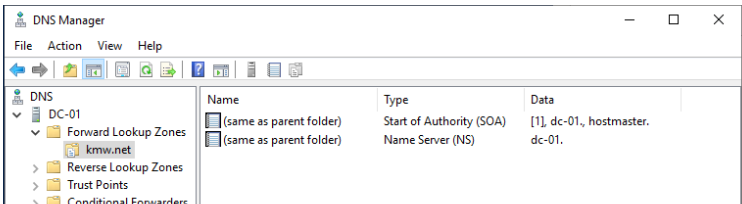 DNS Manager
File Action View Help
DNS
DC-01
Forward Lookup Zones
kmw.net
Reverse Lookup Zones
Trust Points
Conditional Forwarders
Name Type Data
(same as parent folder) Start of Authority (SOA) [1], dc-01., hostmaster.
(same as parent folder) Name Server (NS) dc-01.